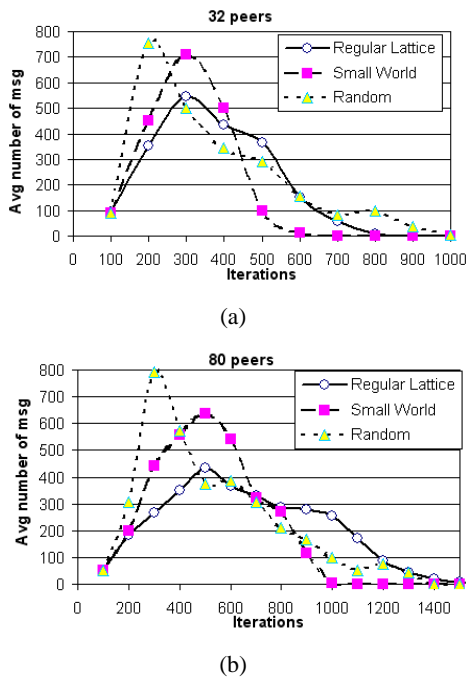 32 peers
800
700
600
500
400
300
200
100
0
Avg number of msg
Regular Lattice
Small World
Random
0 100 200 300 400 500 600 700 800 900 1000
Iterations
(a)
80 peers
800
700
600
500
400
300
200
100
0
Avg number of msg
Regular Lattice
Small World
Random
0 200 400 600 800 1000 1200 1400
Iterations
(b)